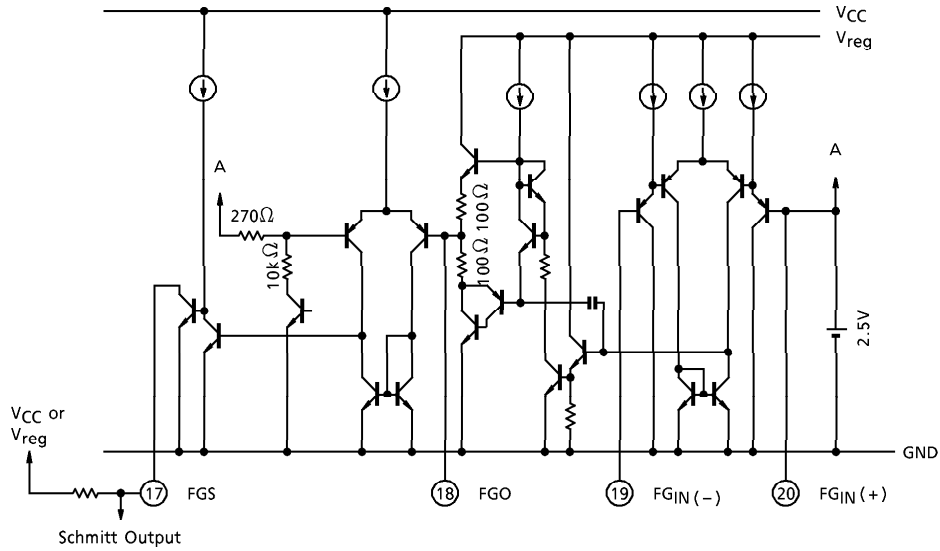 VCC
Vreg
A
A
270Ω
10kΩ
100Ω 100Ω
2.5V
VCC or
Vreg
GND
17 FGS
18 FGO
19 FGIN (−)
20 FGIN (+)
Schmitt Output